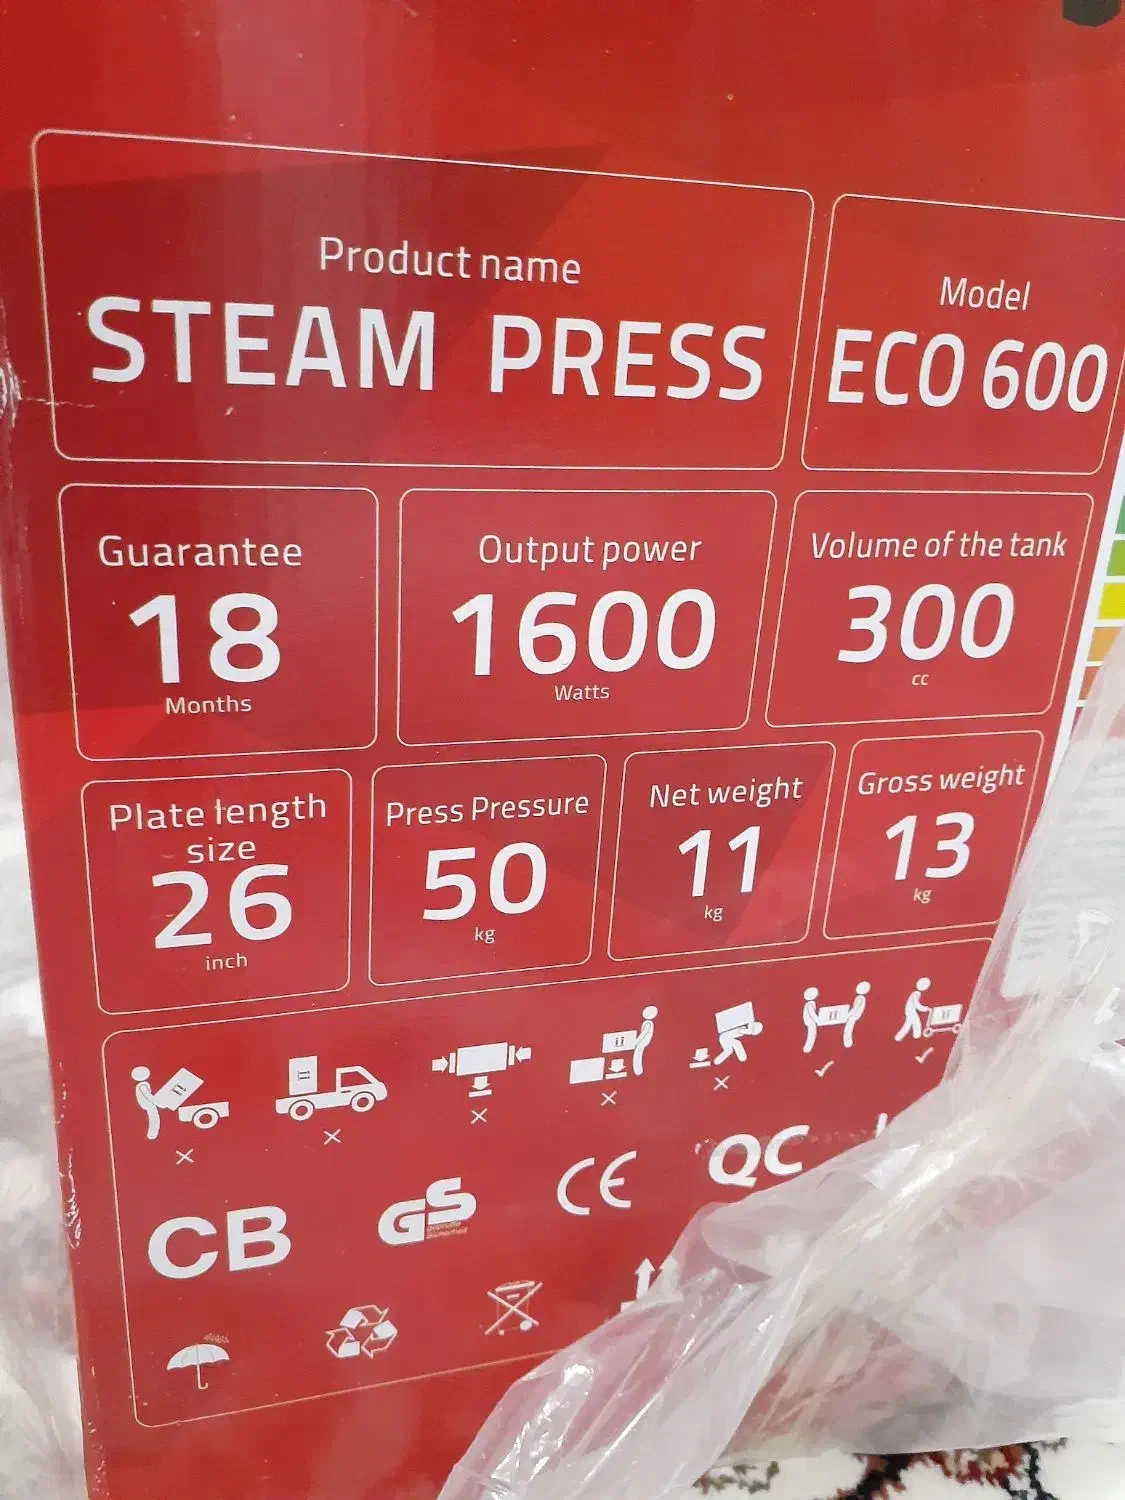 Product name
STEAM PRESS
Model
ECO 600
Guarantee
18
Months
Output power
1600
Watts
Volume of the tank
300
cc
Plate length
size
26
inch
Press Pressure
50
kg
Net weight
11
kg
Gross weight
13
kg
CB
GS
geprüfte
Sicherheit
CE
QC